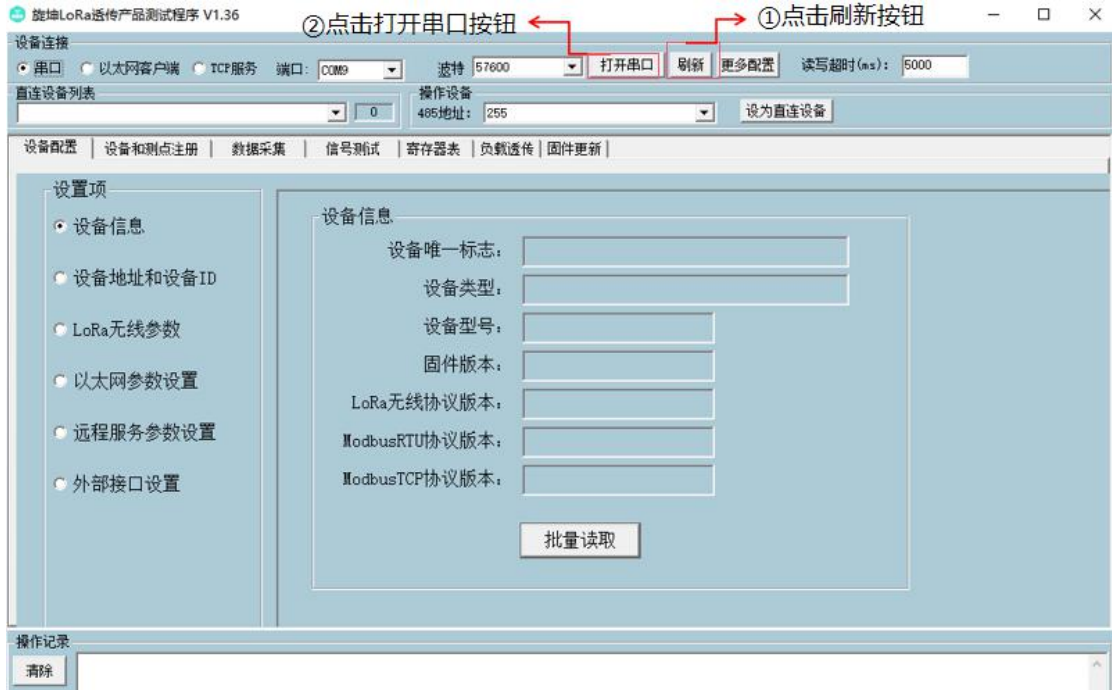 旋坤LoRa透传产品测试程序 V1.36
②点击打开串口按钮
①点击刷新按钮
设备连接
串口 以太网客户端 TCP服务 端口: COM9 波特 57600 打开串口 刷新 更多配置 读写超时(ms): 5000
直连设备列表 操作设备
0 485地址: 255 设为直连设备
设备配置 设备和测点注册 数据采集 信号测试 寄存器表 负载透传 固件更新
设置项
设备信息
设备地址和设备ID
LoRa无线参数
以太网参数设置
远程服务参数设置
外部接口设置
设备信息
设备唯一标志:
设备类型:
设备型号:
固件版本:
LoRa无线协议版本:
ModbusRTU协议版本:
ModbusTCP协议版本:
批量读取
操作记录
清除